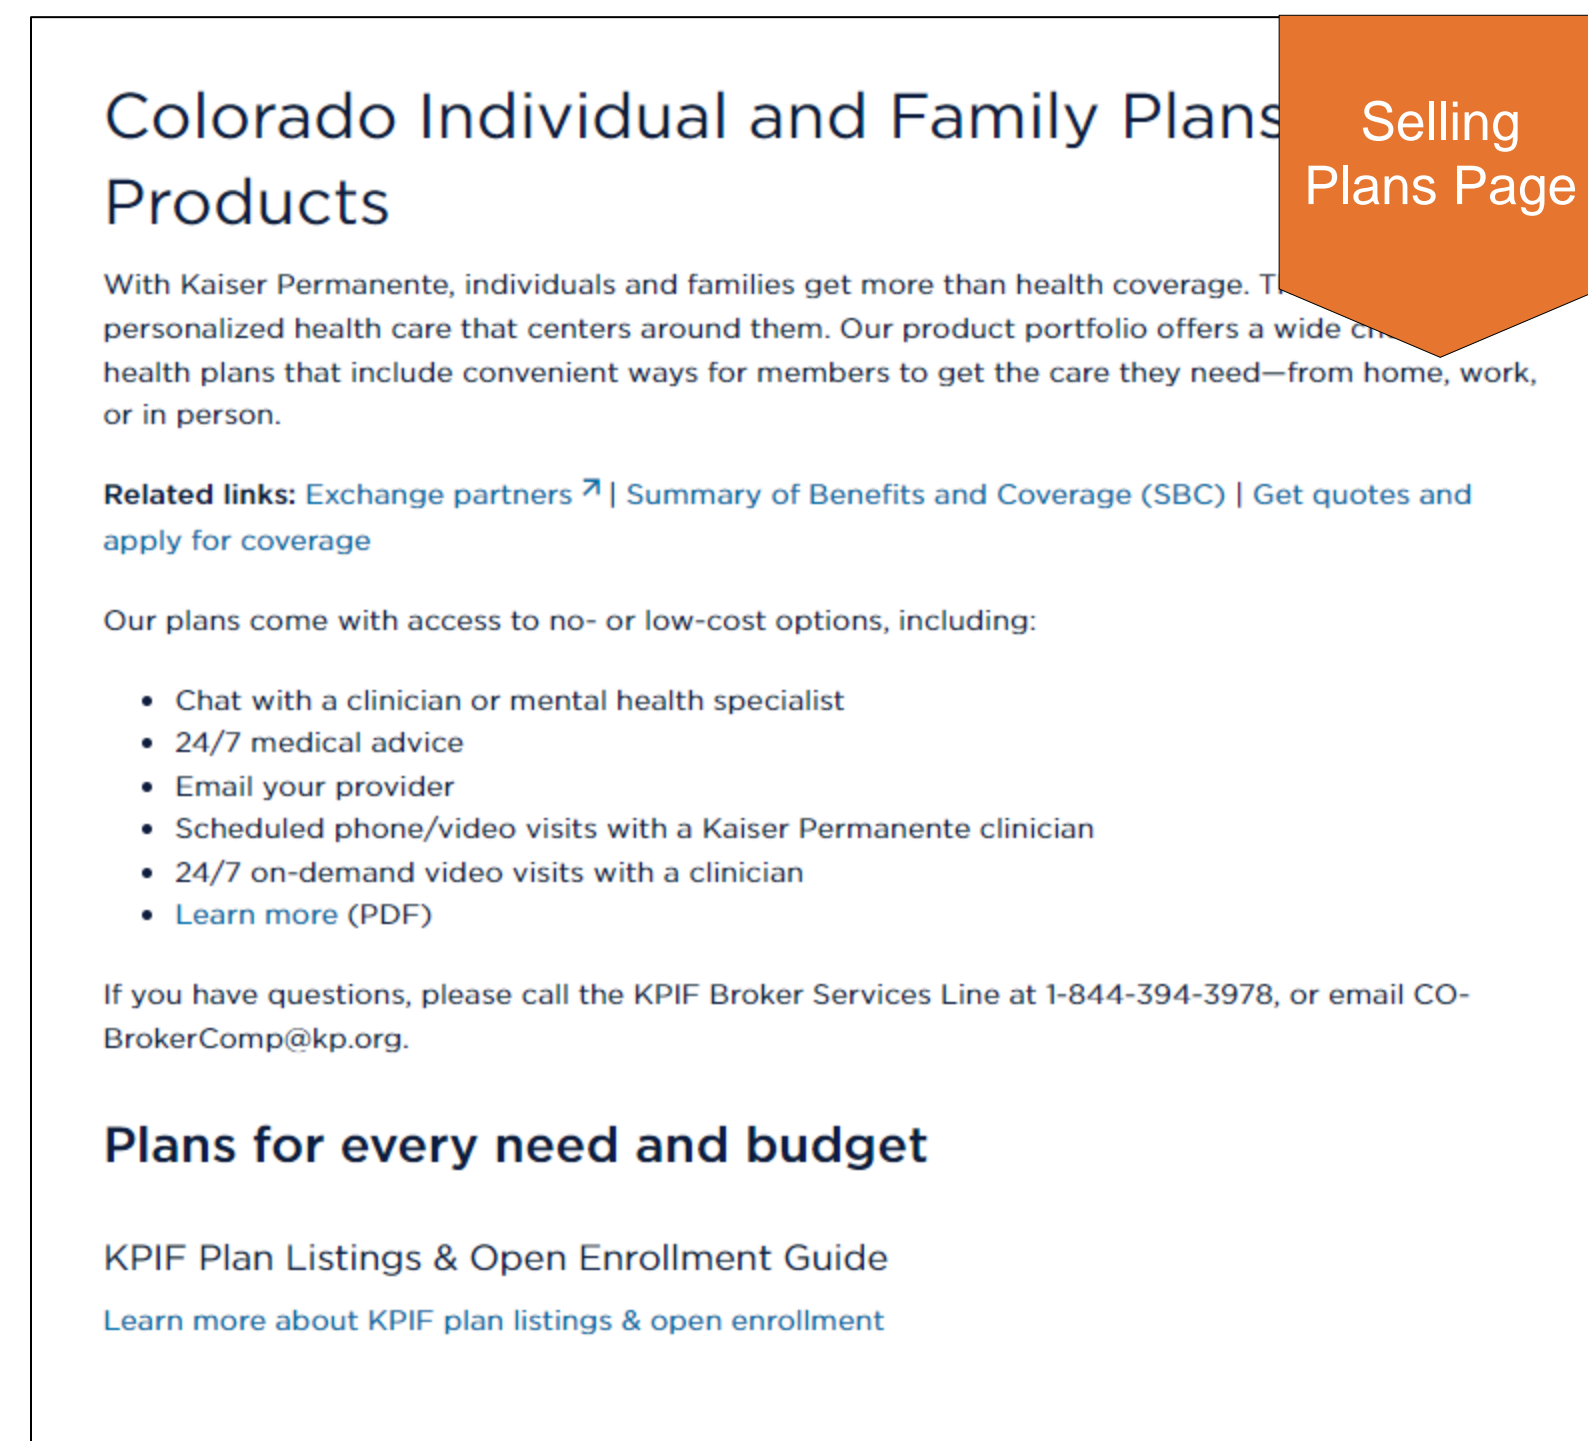 Colorado Individual and Family Plans
Products
Selling
Plans Page
With Kaiser Permanente, individuals and families get more than health coverage.
personalized health care that centers around them. Our product portfolio offers a wide
health plans that include convenient ways for members to get the care they need—from home, work,
or in person.
Related links: Exchange partners ↗ | Summary of Benefits and Coverage (SBC) | Get quotes and
apply for coverage
Our plans come with access to no- or low-cost options, including:
• Chat with a clinician or mental health specialist
• 24/7 medical advice
• Email your provider
• Scheduled phone/video visits with a Kaiser Permanente clinician
• 24/7 on-demand video visits with a clinician
• Learn more (PDF)
If you have questions, please call the KPIF Broker Services Line at 1-844-394-3978, or email CO-
BrokerComp@kp.org.
Plans for every need and budget
KPIF Plan Listings & Open Enrollment Guide
Learn more about KPIF plan listings & open enrollment